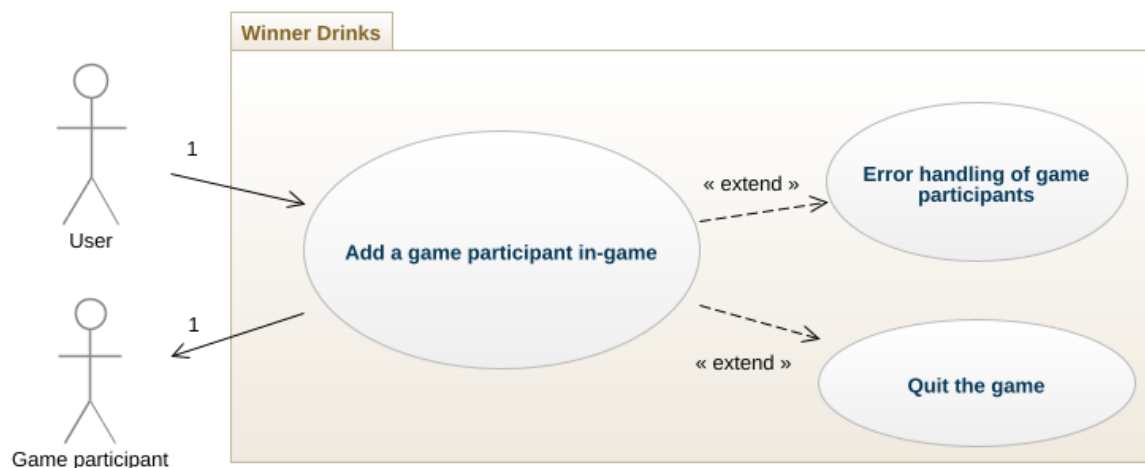 Winner Drinks
1
« extend »
Error handling of game
participants
User
Add a game participant in-game
1
« extend »
Quit the game
Game participant